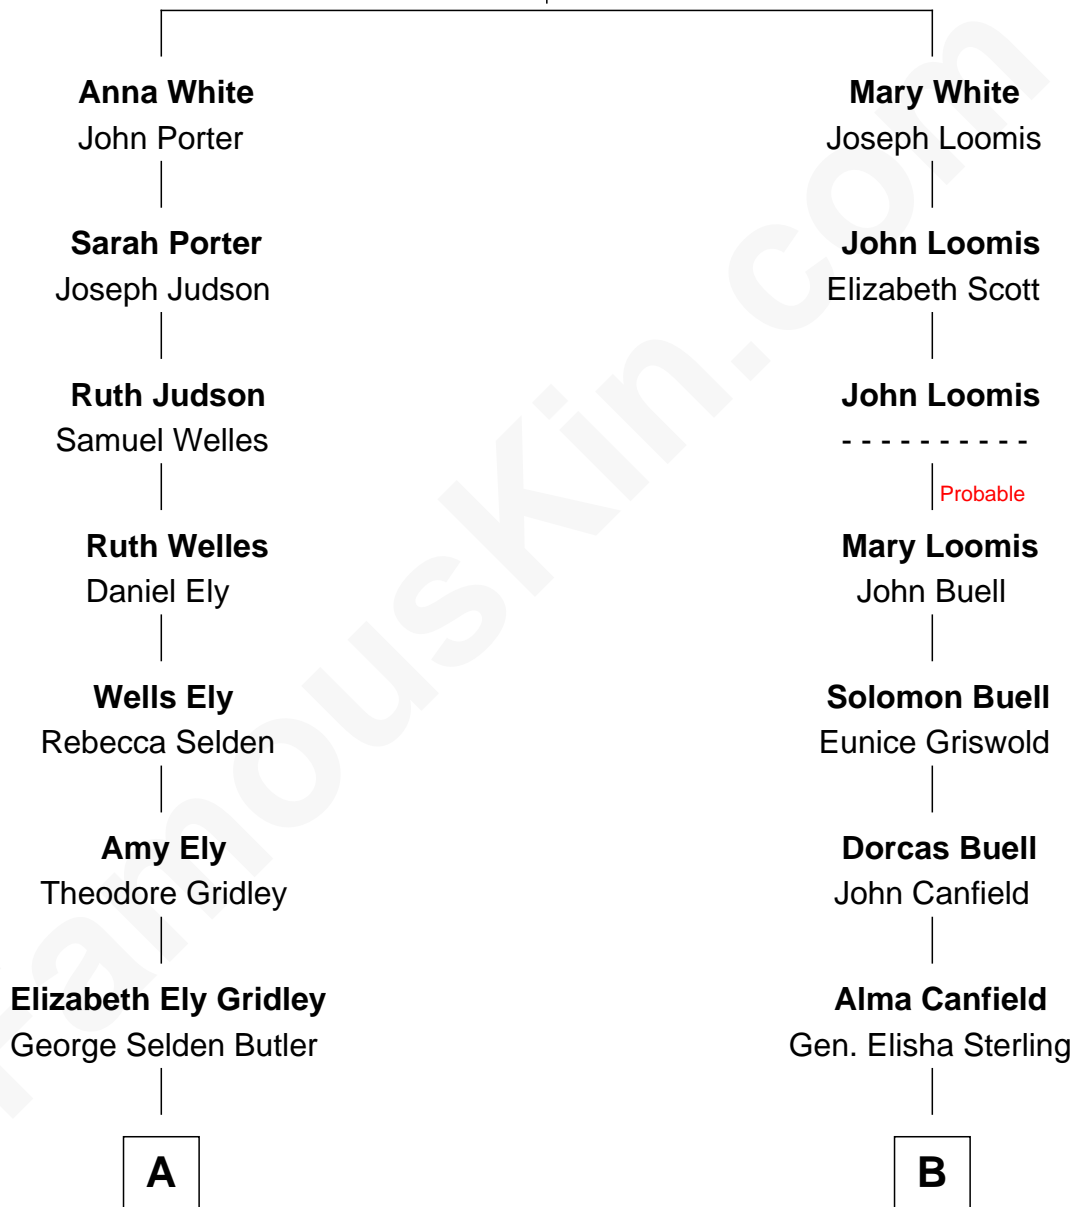 Anna White
John Porter
Mary White
Joseph Loomis
Sarah Porter
Joseph Judson
John Loomis
Elizabeth Scott
Ruth Judson
Samuel Welles
John Loomis
- - - - - - - - - -
Probable
Ruth Welles
Daniel Ely
Mary Loomis
John Buell
Wells Ely
Rebecca Selden
Solomon Buell
Eunice Griswold
Amy Ely
Theodore Gridley
Dorcas Buell
John Canfield
Elizabeth Ely Gridley
George Selden Butler
Alma Canfield
Gen. Elisha Sterling
A
B
FamousKin.com